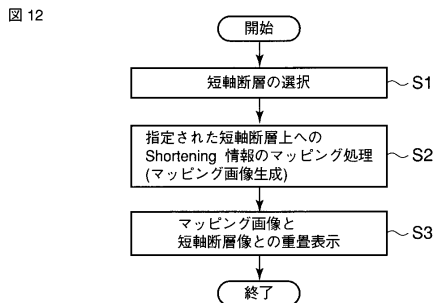 図 12
開始
短軸断層の選択
S1
指定された短軸断層上への
Shortening 情報のマッピング処理
(マッピング画像生成)
S2
マッピング画像と
短軸断層像との重畳表示
S3
終了